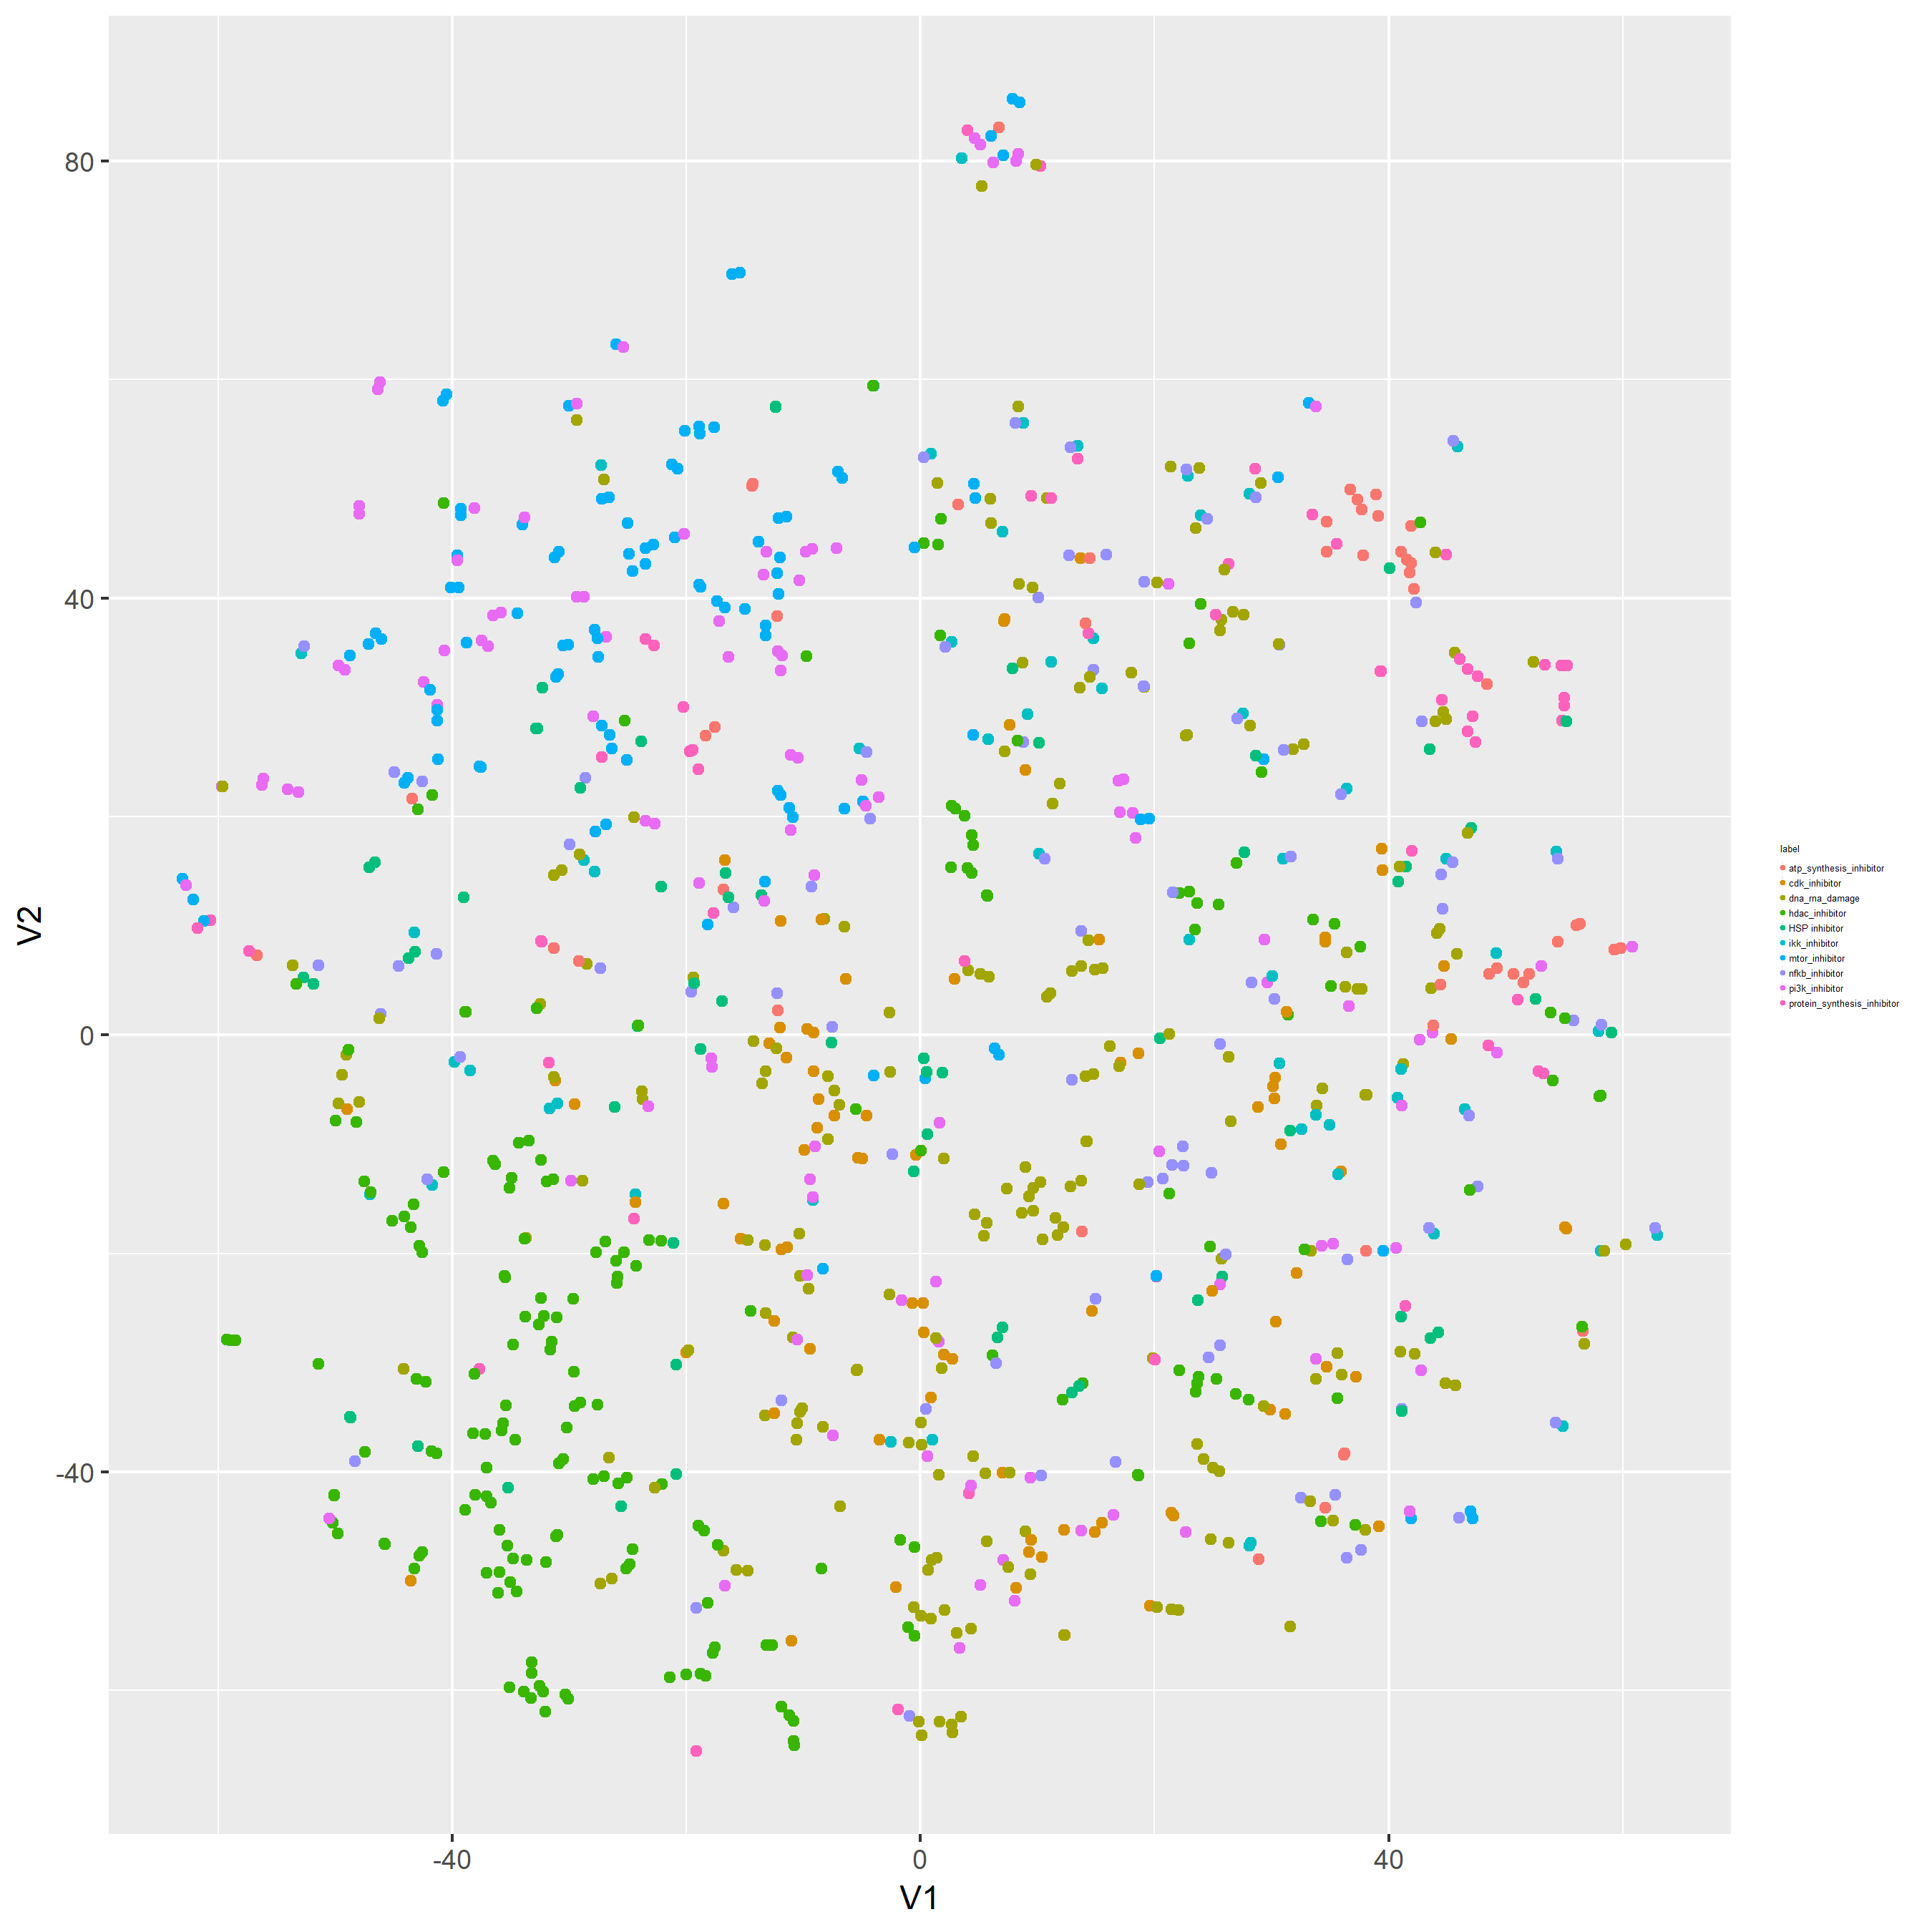 80
40
0
-40
V2
-40
0
40
V1
label
atp_synthesis_inhibitor
cdk_inhibitor
dna_rna_damage
hdac_inhibitor
HSP inhibitor
ikk_inhibitor
mtor_inhibitor
nfkb_inhibitor
pi3k_inhibitor
protein_synthesis_inhibitor